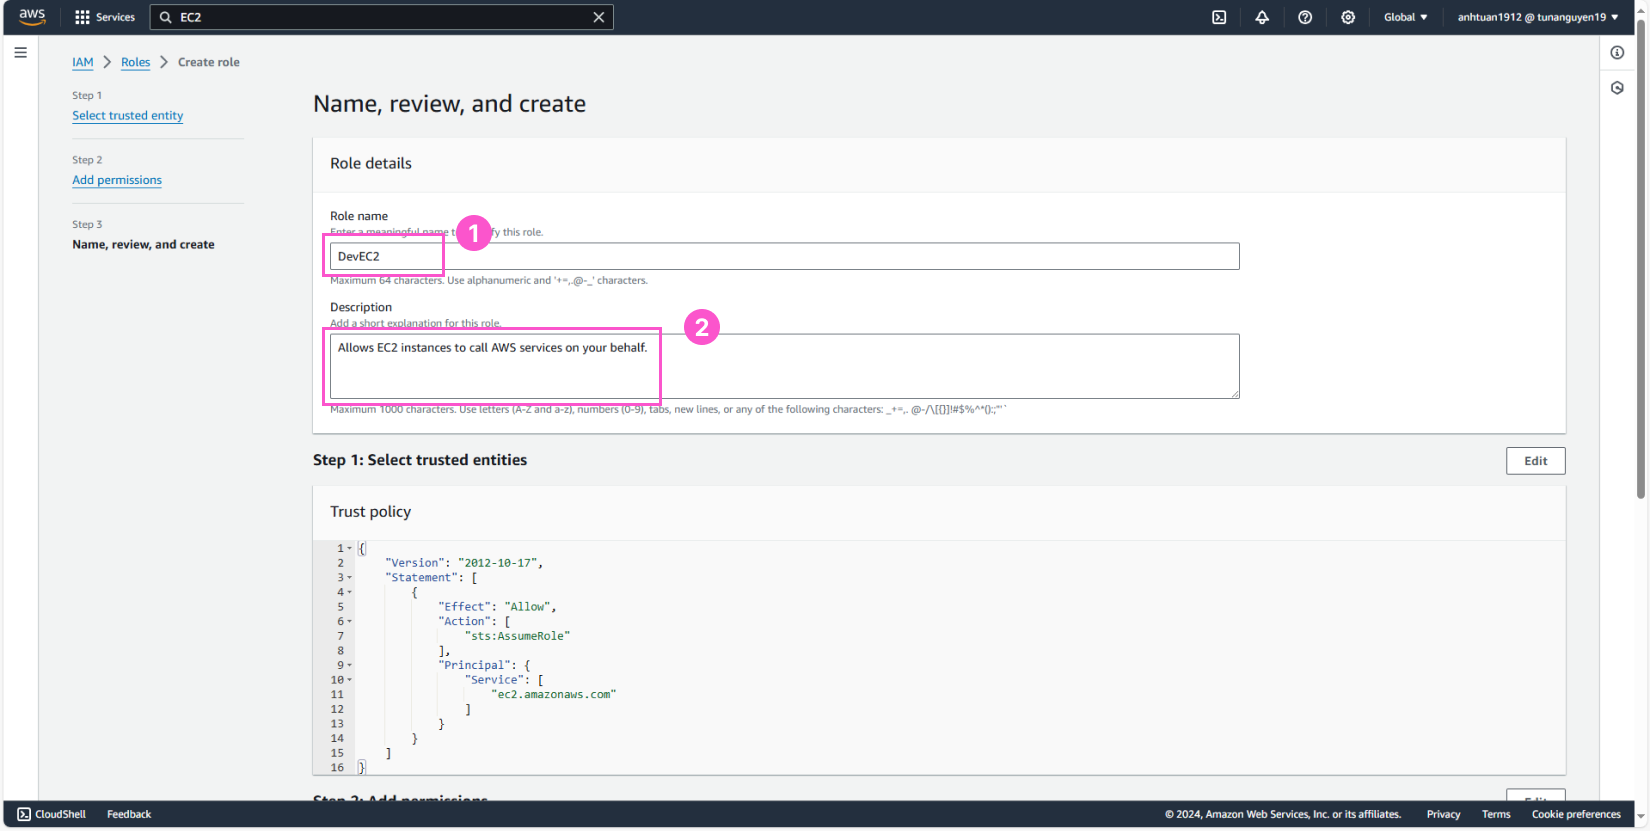 aws Services EC2 Global anhtuan1912 @ tunanguyen19
IAM Roles Create role
Step 1
Select trusted entity
Step 2
Add permissions
Step 3
Name, review, and create
Name, review, and create
Role details
Role name
Enter a meaningful name t fy this role.
1
DevEC2
Maximum 64 characters. Use alphanumeric and '+=,.@-_' characters.
Description
Add a short explanation for this role.
2
Allows EC2 instances to call AWS services on your behalf.
Maximum 1000 characters. Use letters (A-Z and a-z), numbers (0-9), tabs, new lines, or any of the following characters: _+=,. @-/\[{}]!#$%^*();:"'`
Step 1: Select trusted entities
Edit
Trust policy
1 {
2 "Version": "2012-10-17",
3 "Statement": [
4 {
5 "Effect": "Allow",
6 "Action": [
7 "sts:AssumeRole"
8 ],
9 "Principal": {
10 "Service": [
11 "ec2.amazonaws.com"
12 ]
13 }
14 }
15 ]
16 }
Step 2: Add permissions
Edit
CloudShell Feedback © 2024, Amazon Web Services, Inc. or its affiliates. Privacy Terms Cookie preferences